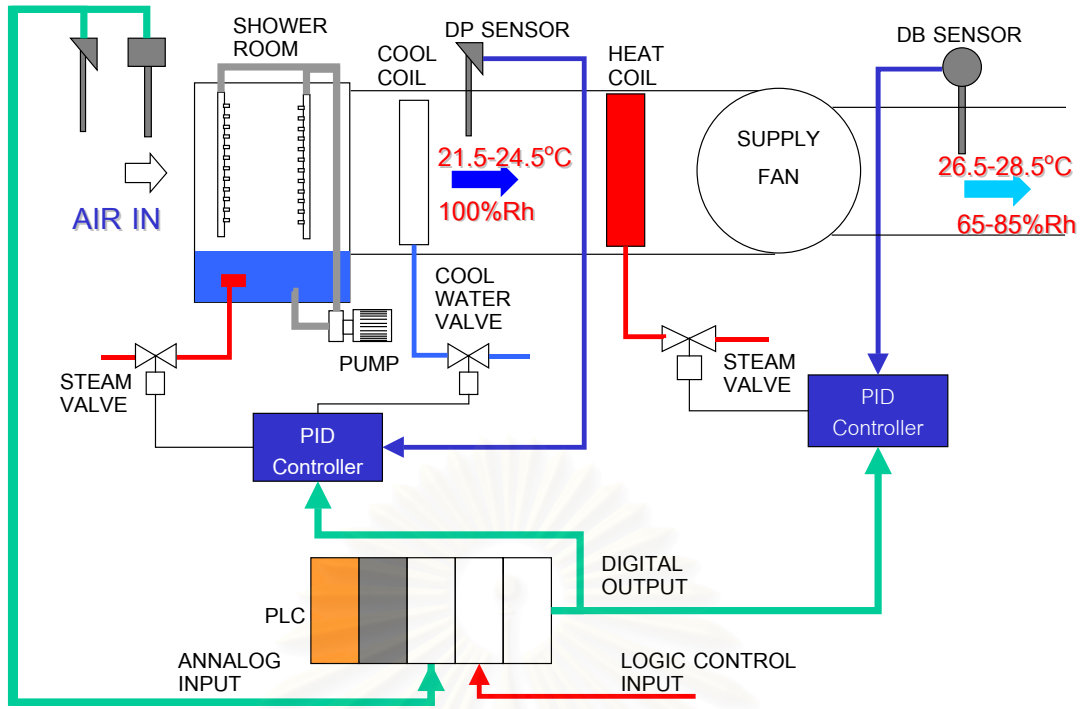 SHOWER
ROOM
DP SENSOR
COOL
COIL
HEAT
COIL
DB SENSOR
AIR IN
21.5-24.5°C
100%Rh
SUPPLY
FAN
26.5-28.5°C
65-85%Rh
COOL
WATER
VALVE
PUMP
STEAM
VALVE
STEAM
VALVE
PID
Controller
PID
Controller
PLC
DIGITAL
OUTPUT
ANNALOG
INPUT
LOGIC CONTROL
INPUT